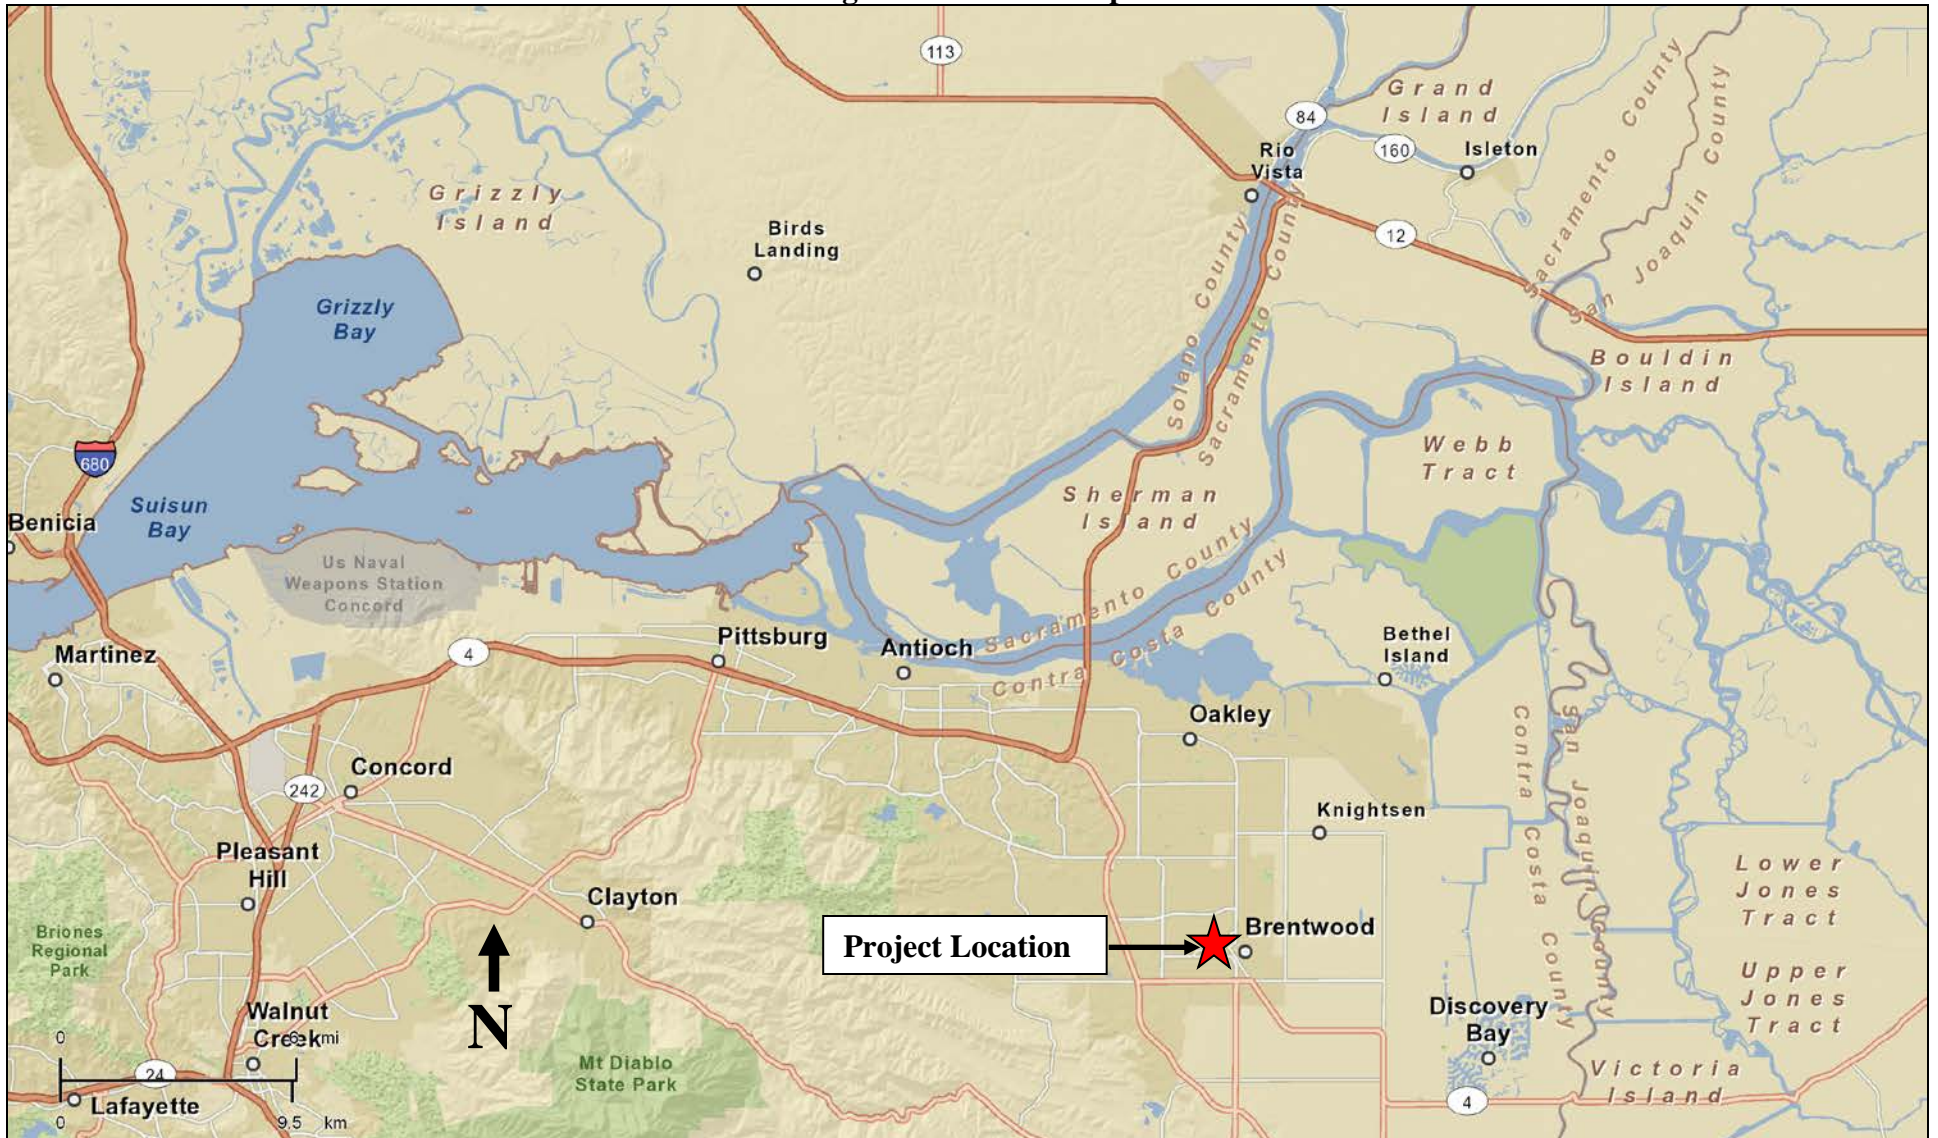 113
Grand
Island
84
160
Isleton
Rio
Vista
Sacramento County
San Joaquin County
Grizzly
Island
Birds
Landing
12
Solano County
Sacramento County
Grizzly
Bay
Bouldin
Island
Webb
Tract
680
Suisun
Bay
Benicia
Sherman
Island
Us Naval
Weapons Station
Concord
Sacramento County
Contra Costa County
Martinez
4
Pittsburg
Antioch
Bethel
Island
Oakley
Contra Costa County
San Joaquin County
Concord
242
Knightsen
Pleasant
Hill
Clayton
Lower
Jones
Tract
Briones
Regional
Park
Project Location
Brentwood
N
Upper
Jones
Tract
Walnut
Creek
Discovery
Bay
0
6 mi
Mt Diablo
State Park
24
Victoria
Island
Lafayette
4
0
9.5 km